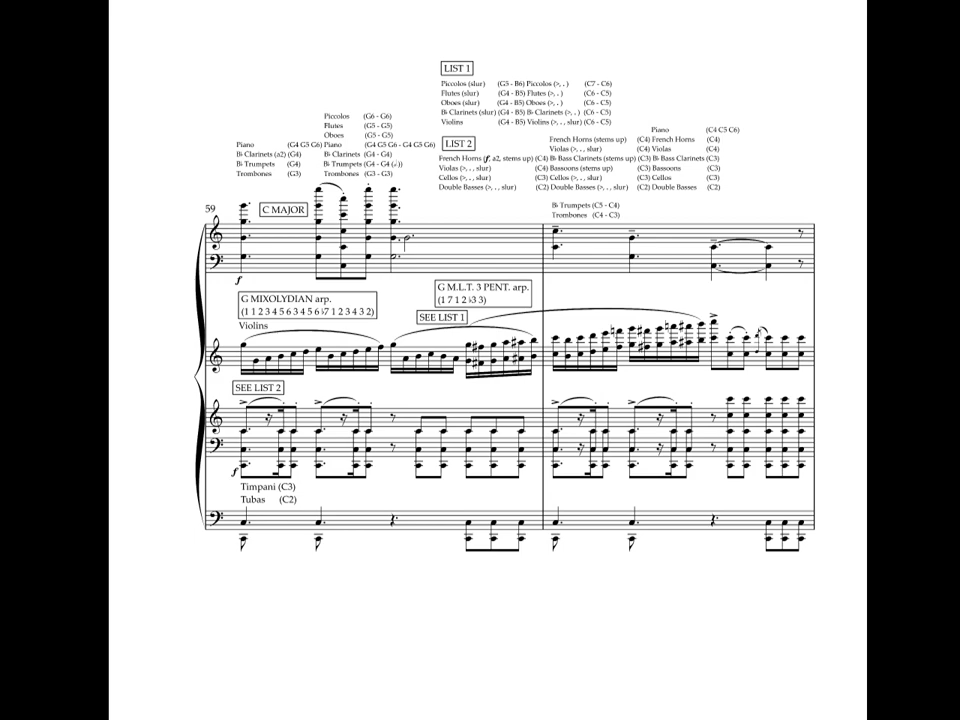 LIST 1
Piccolos (slur) (G5 - B6) Piccolos (>, . ) (C7 - C6)
Flutes (slur) (G4 - B5) Flutes (>, . ) (C6 - C5)
Oboes (slur) (G4 - B5) Oboes (>, . ) (C6 - C5)
B♭ Clarinets (slur) (G4 - B5) B♭ Clarinets (>, . ) (C6 - C5)
Violins (G4 - B5) Violins (>, . , slur) (C6 - C5)
LIST 2
French Horns (f, a2, stems up) (C4)
Violas (>, . , slur) (C4)
Cellos (>, . , slur) (C3)
Double Basses (>, . , slur) (C2)
French Horns (stems up) (C4)
Violas (>, . , slur) (C4)
B♭ Bass Clarinets (stems up) (C3)
Bassoons (stems up) (C3)
Cellos (>, . , slur) (C3)
Double Basses (>, . , slur) (C2)
Piano (C4 C5 C6)
French Horns (C4)
Violas (C4)
B♭ Bass Clarinets (C3)
Bassoons (C3)
Cellos (C3)
Double Basses (C2)
Piano (G4 G5 G6)
B♭ Clarinets (a2) (G4)
B♭ Trumpets (G4)
Trombones (G3)
Piccolos (G6 - G6)
Flutes (G5 - G5)
Oboes (G5 - G5)
Piano (G4 G5 G6 - G4 G5 G6)
B♭ Clarinets (G4 - G4)
B♭ Trumpets (G4 - G4 (♩))
Trombones (G3 - G3)
B♭ Trumpets (C5 - C4)
Trombones (C4 - C3)
59
C MAJOR
f
G MIXOLYDIAN arp.
(1 1 2 3 4 5 6 3 4 5 6 ♭7 1 2 3 4 3 2)
Violins
G M.L.T. 3 PENT. arp.
(1 7 1 2 ♭3 3)
SEE LIST 1
SEE LIST 2
f
Timpani (C3)
Tubas (C2)